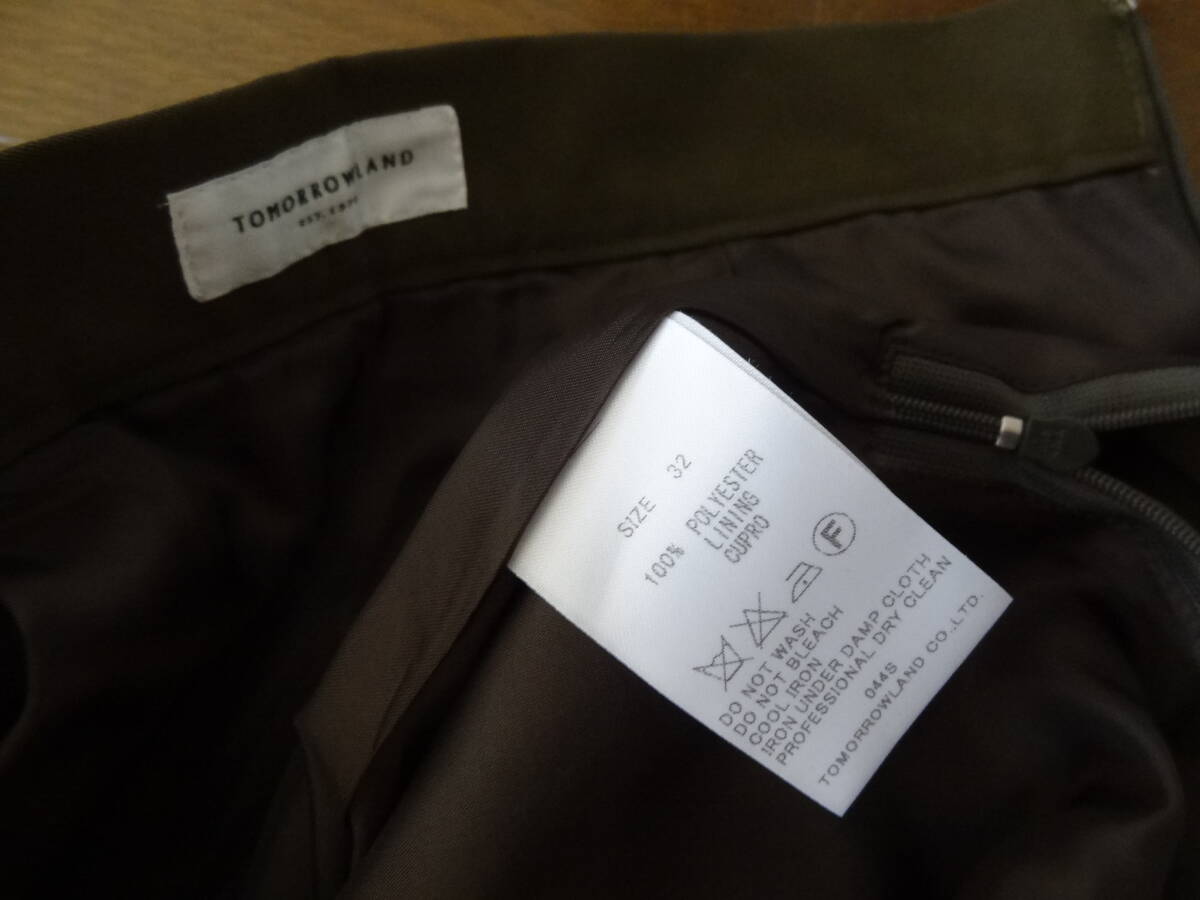 TOMORROWLAND
SIZE 32
100% POLYESTER
LINING
CUPRO
F
DO NOT WASH
DO NOT BLEACH
COOL IRON
IRON UNDER DAMP CLOTH
PROFESSIONAL DRY CLEAN
044S
TOMORROWLAND CO.,LTD.